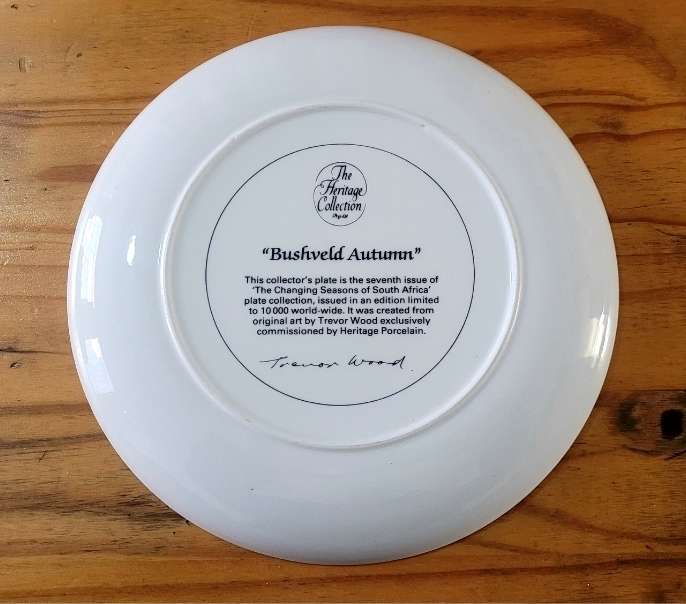 The
Heritage
Collection
(Pty) Ltd
"Bushveld Autumn"
This collector's plate is the seventh issue of
'The Changing Seasons of South Africa'
plate collection, issued in an edition limited
to 10 000 world-wide. It was created from
original art by Trevor Wood exclusively
commissioned by Heritage Porcelain.
Trevor Wood.